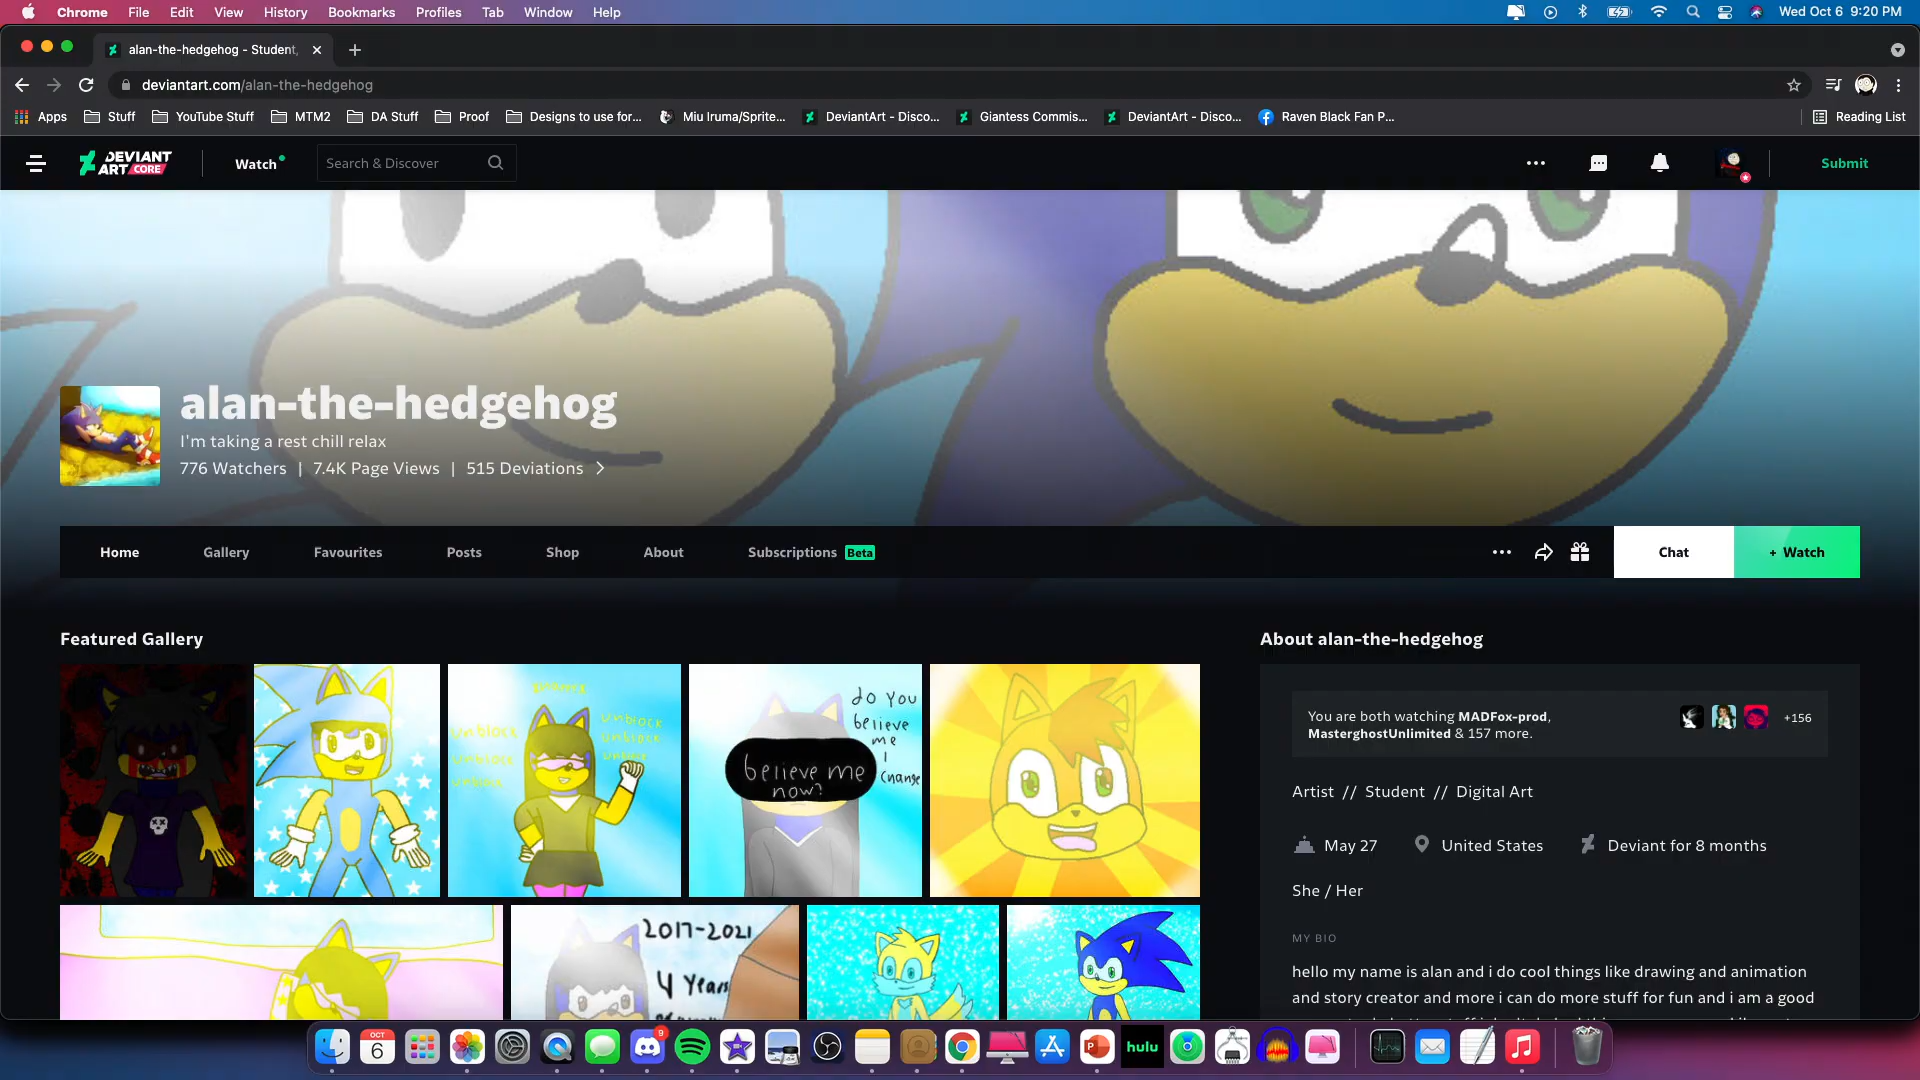 Chrome File Edit View History Bookmarks Profiles Tab Window Help Wed Oct 6 9:20 PM
alan-the-hedgehog - Student,
deviantart.com/alan-the-hedgehog
Apps Stuff YouTube Stuff MTM2 DA Stuff Proof Designs to use for... Miu Iruma/Sprite... DeviantArt - Disco... Giantess Commis... DeviantArt - Disco... Raven Black Fan P... Reading List
DEVIANT ART CORE Watch Search & Discover Submit
alan-the-hedgehog
I'm taking a rest chill relax
776 Watchers | 7.4K Page Views | 515 Deviations
Home Gallery Favourites Posts Shop About Subscriptions Beta Chat + Watch
Featured Gallery
unblock
unblock
unblock
unblock
unblock
do you
believe
me
I
change
believe me
now?
2017-2021
4 Years
About alan-the-hedgehog
You are both watching MADFox-prod,
MasterghostUnlimited & 157 more.
+156
Artist // Student // Digital Art
May 27 United States Deviant for 8 months
She / Her
MY BIO
hello my name is alan and i do cool things like drawing and animation
and story creator and more i can do more stuff for fun and i am a good
OCT
6
9
hulu